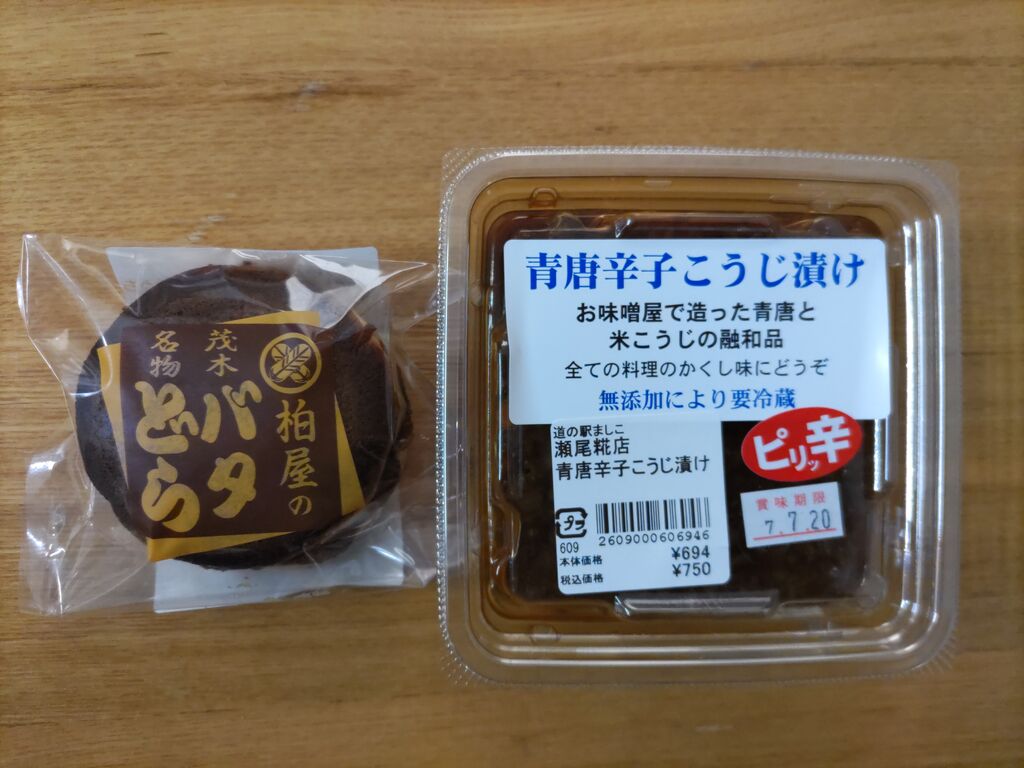 柏屋の
茂木
名物
バタ
どら
青唐辛子こうじ漬け
お味噌屋で造った青唐と
米こうじの融和品
全ての料理のかくし味にどうぞ
無添加により要冷蔵
道の駅ましこ
瀬尾糀店
青唐辛子こうじ漬け
2609000606946
609
本体価格 ¥694
税込価格 ¥750
ピリッ辛
賞味期限
7.7.20